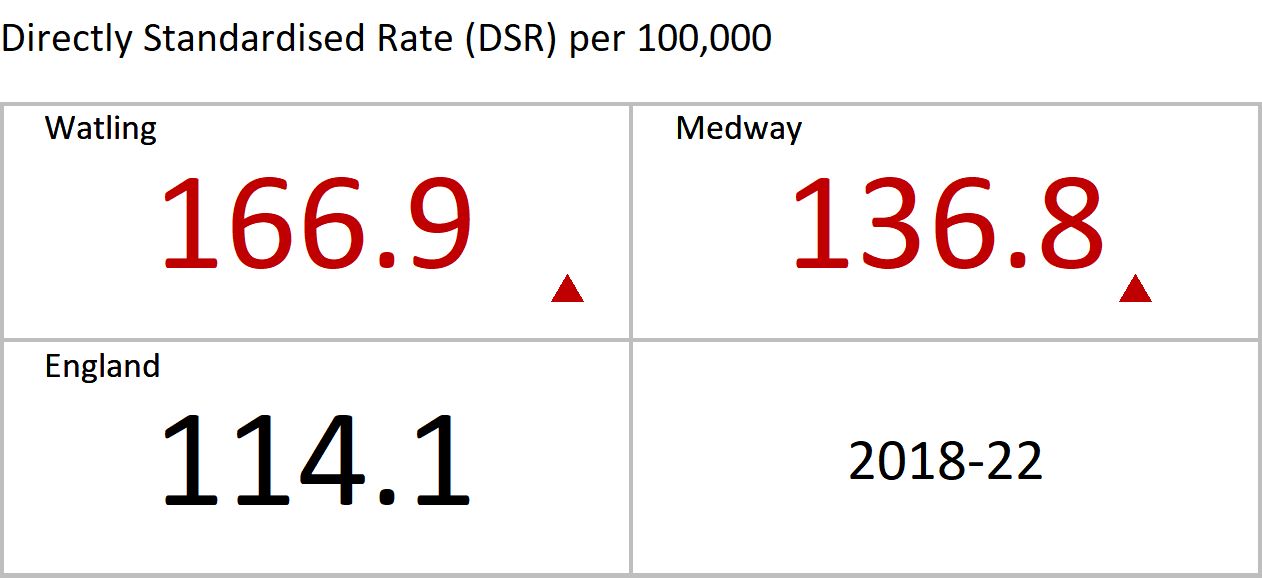 Directly Standardised Rate (DSR) per 100,000
Watling
166.9
Medway
136.8
England
114.1
2018-22